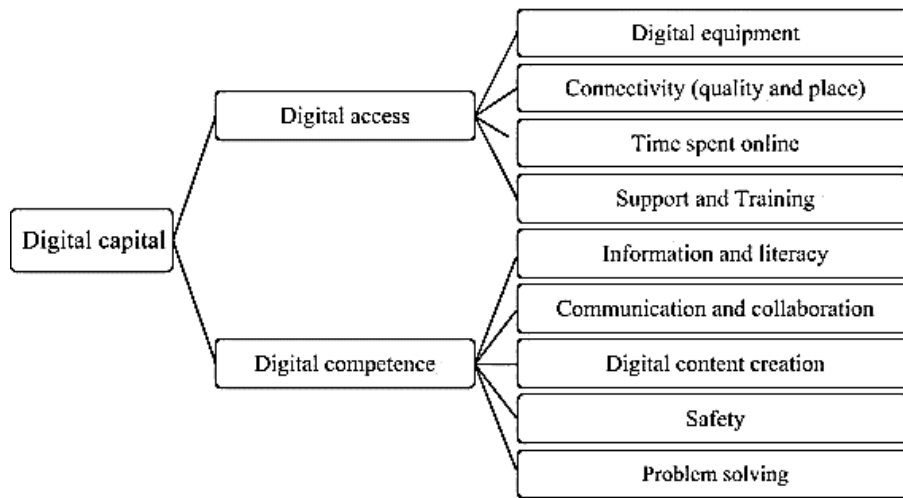 Digital capital
Digital access
Digital equipment
Connectivity (quality and place)
Time spent online
Support and Training
Digital competence
Information and literacy
Communication and collaboration
Digital content creation
Safety
Problem solving